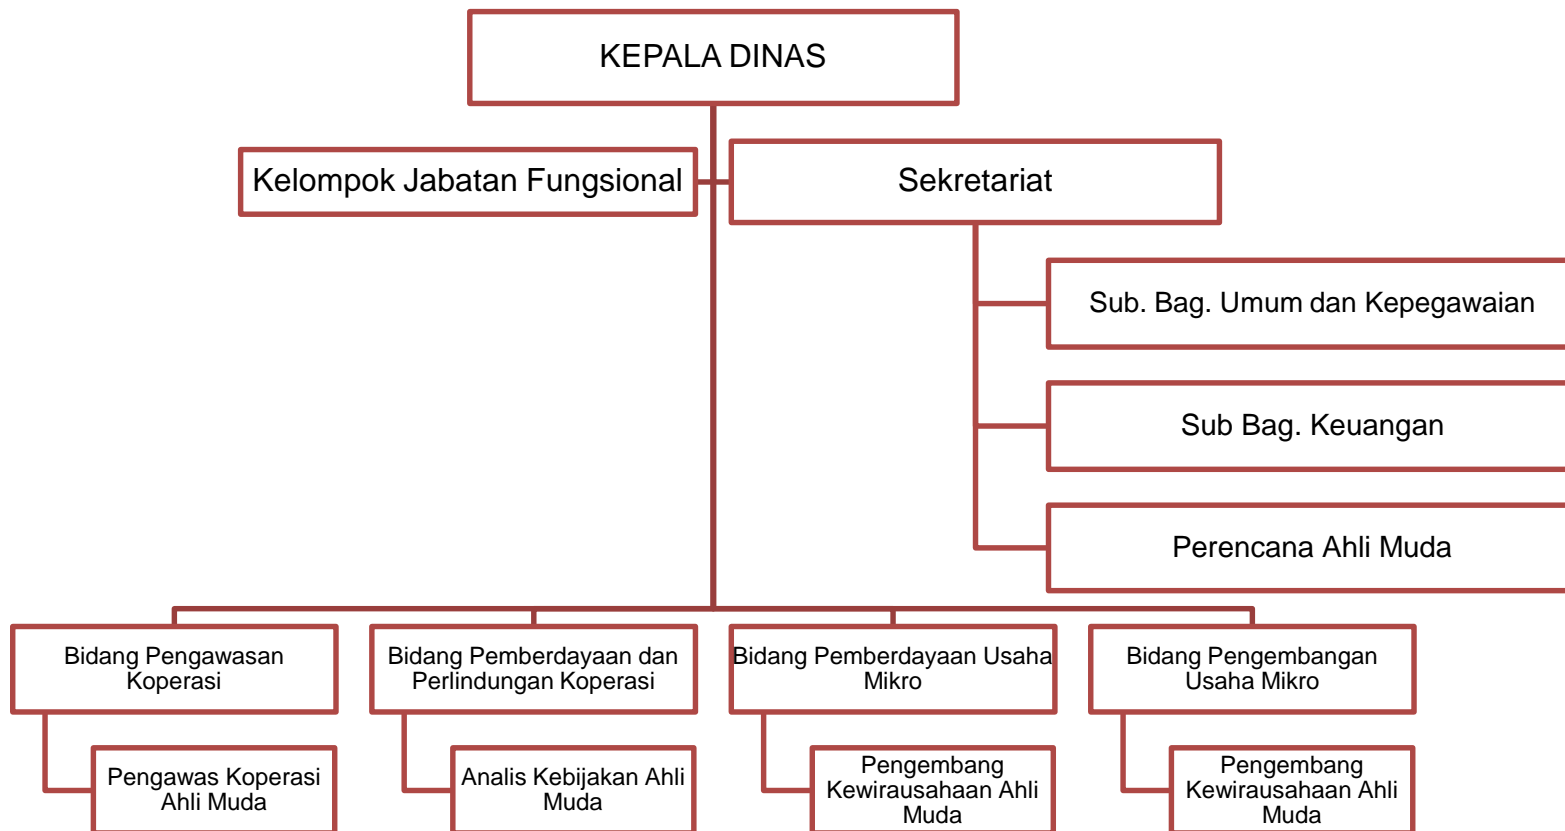 KEPALA DINAS
Kelompok Jabatan Fungsional
Sekretariat
Sub. Bag. Umum dan Kepegawaian
Sub Bag. Keuangan
Perencana Ahli Muda
Bidang Pengawasan
Koperasi
Bidang Pemberdayaan dan
Perlindungan Koperasi
Bidang Pemberdayaan Usaha
Mikro
Bidang Pengembangan
Usaha Mikro
Pengawas Koperasi
Ahli Muda
Analis Kebijakan Ahli
Muda
Pengembang
Kewirausahaan Ahli
Muda
Pengembang
Kewirausahaan Ahli
Muda